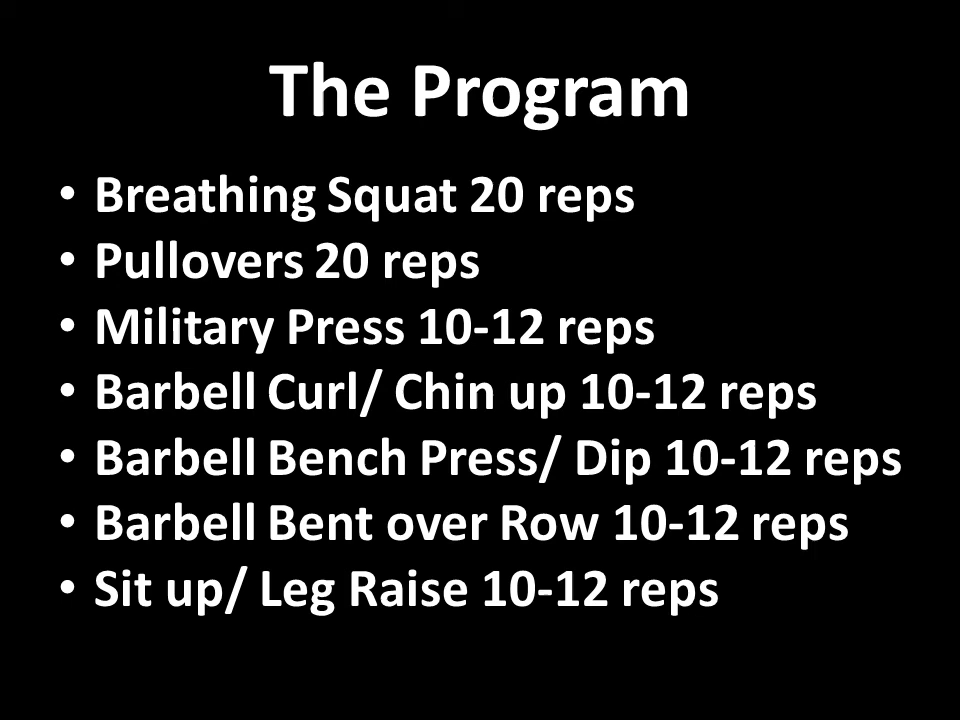 The Program
• Breathing Squat 20 reps
• Pullovers 20 reps
• Military Press 10-12 reps
• Barbell Curl/ Chin up 10-12 reps
• Barbell Bench Press/ Dip 10-12 reps
• Barbell Bent over Row 10-12 reps
• Sit up/ Leg Raise 10-12 reps